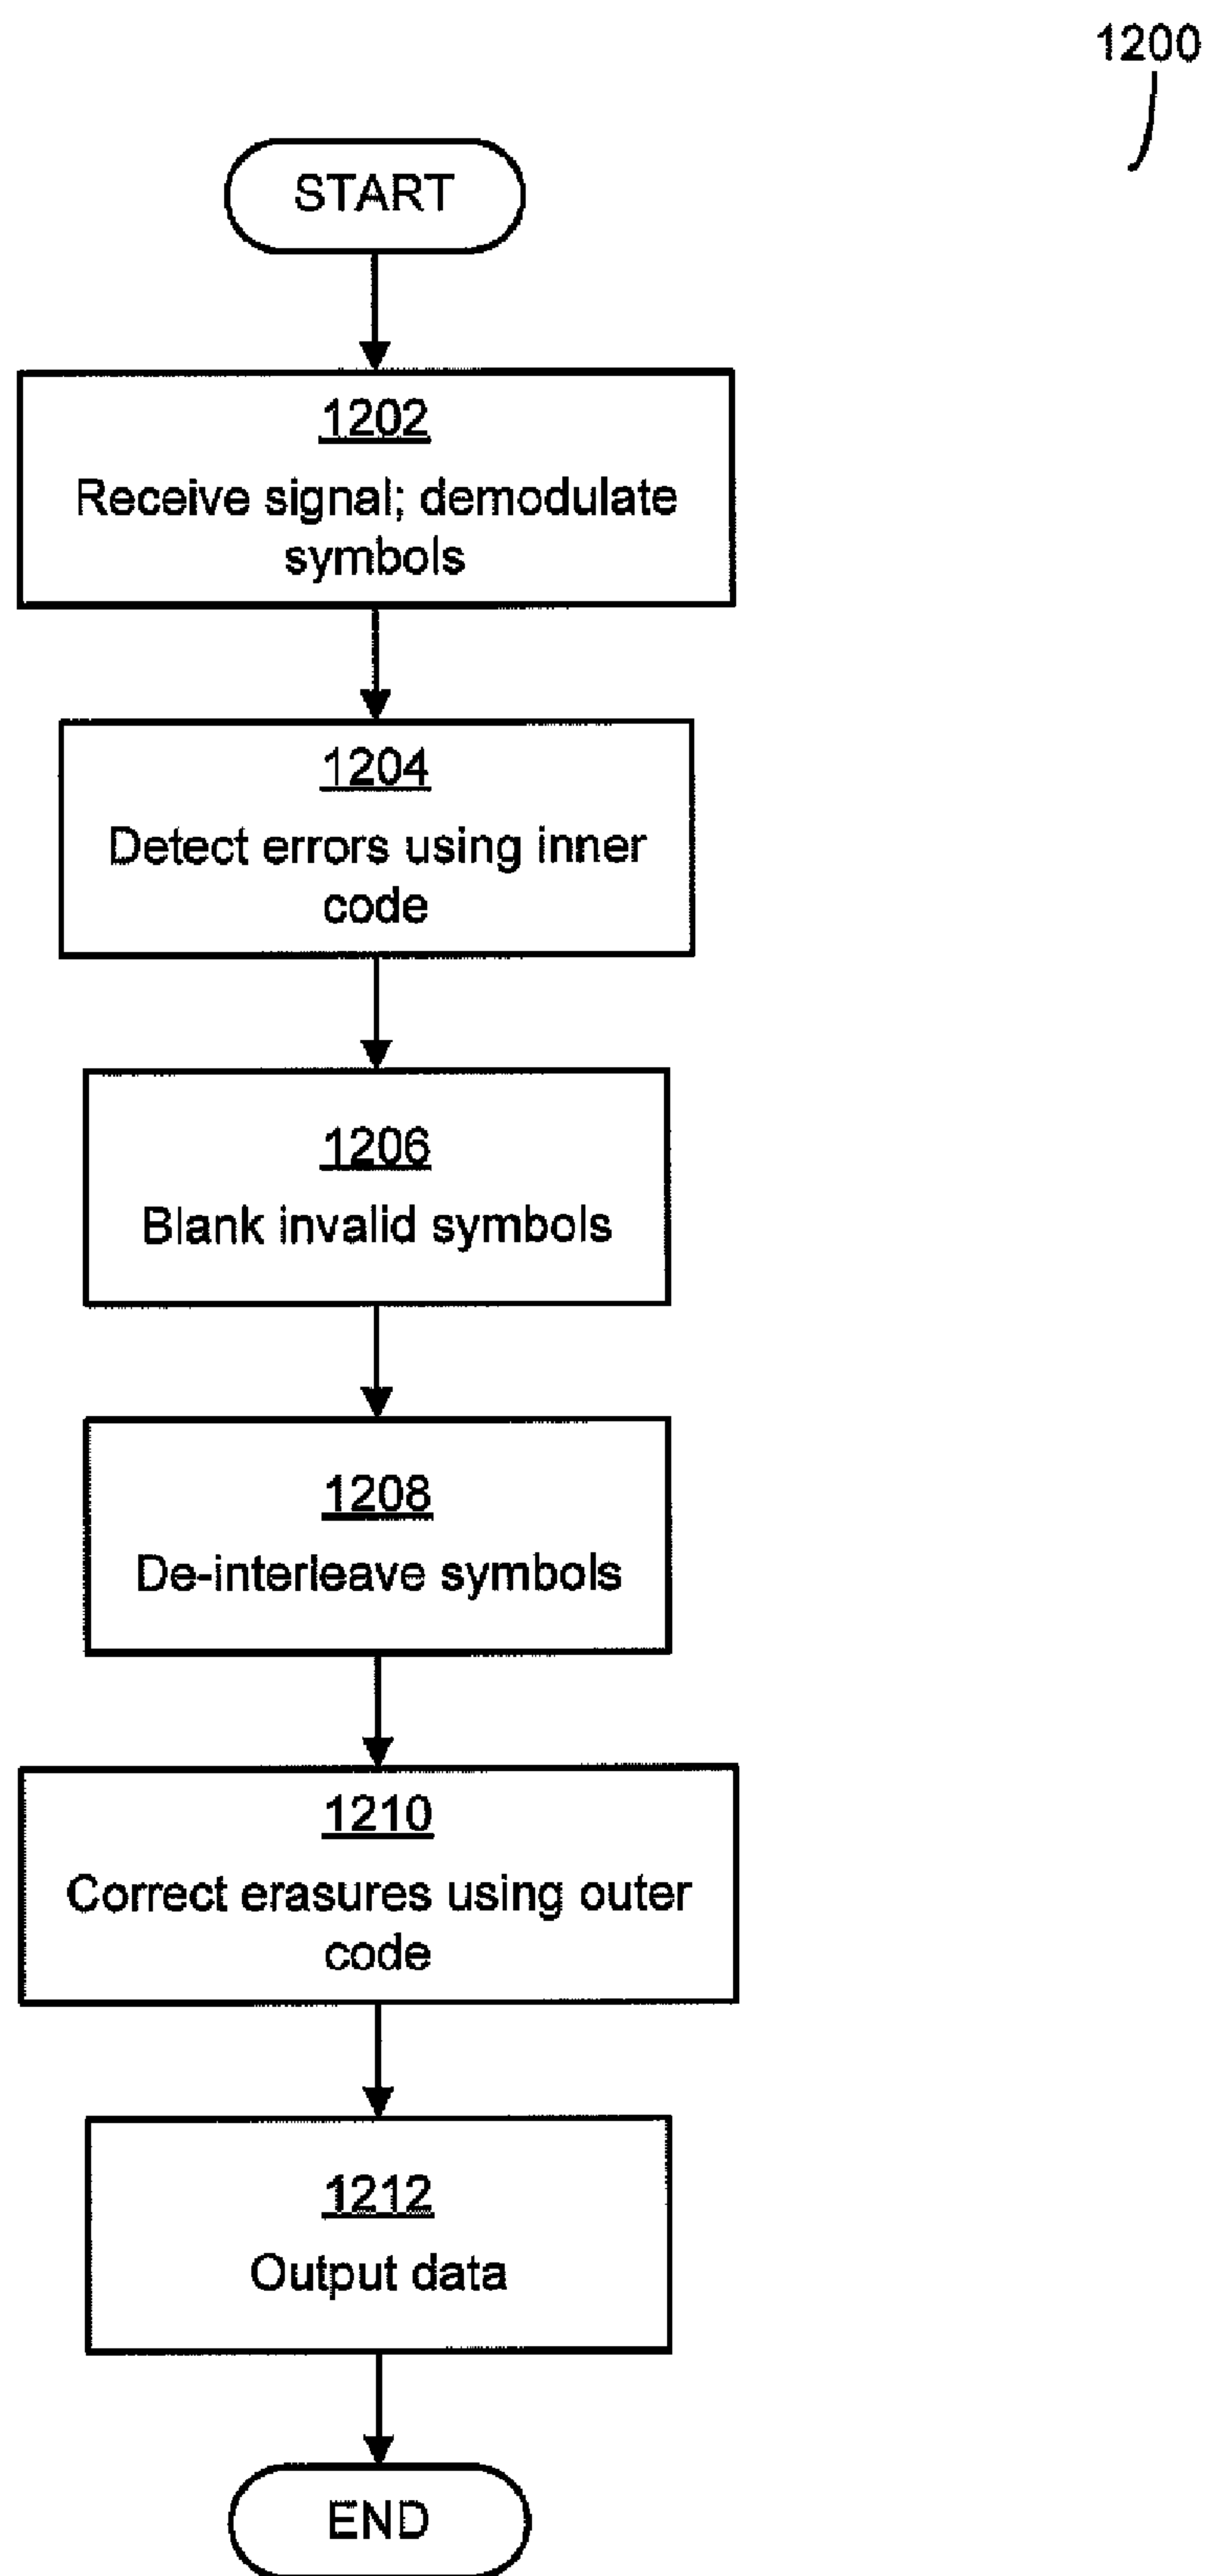 1200
START
1202
Receive signal; demodulate
symbols
1204
Detect errors using inner
code
1206
Blank invalid symbols
1208
De-interleave symbols
1210
Correct erasures using outer
code
1212
Output data
END